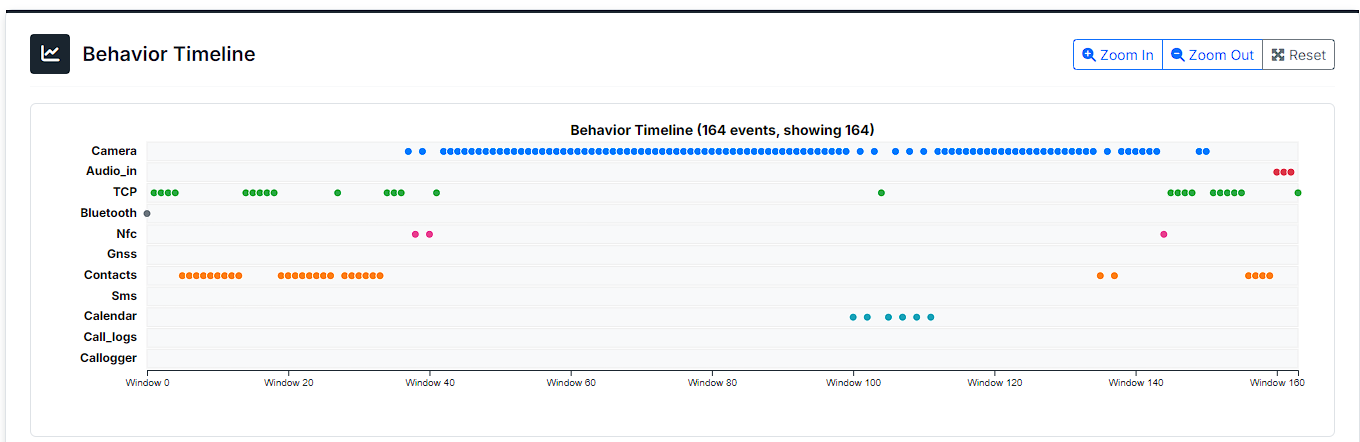 Behavior Timeline
Zoom In
Zoom Out
Reset
Behavior Timeline (164 events, showing 164)
Camera
Audio_in
TCP
Bluetooth
Nfc
Gnss
Contacts
Sms
Calendar
Call_logs
Callogger
Window 0 Window 20 Window 40 Window 60 Window 80 Window 100 Window 120 Window 140 Window 160